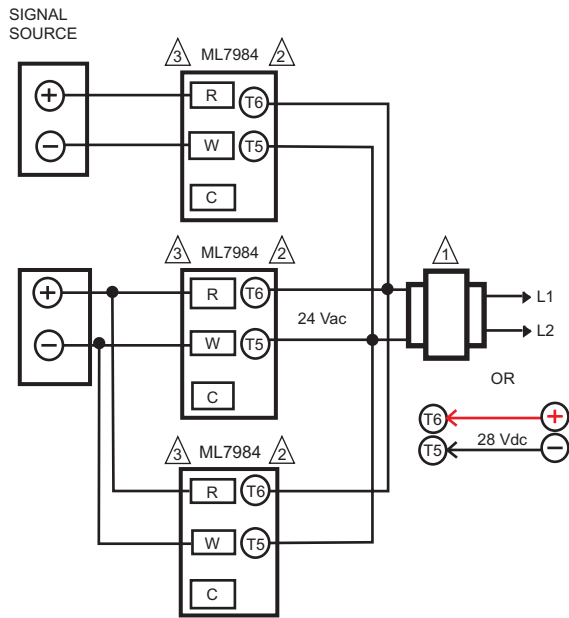 SIGNAL
SOURCE
3 ML7984 2
+ R T6
− W T5
C
3 ML7984 2
1
+ R T6
24 Vac
L1
− W T5
L2
C
OR
T6 +
T5 28 Vdc −
3 ML7984 2
R T6
W T5
C